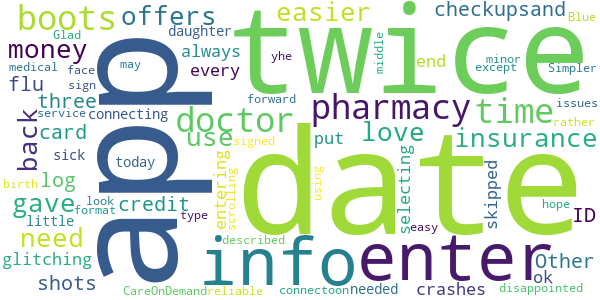 boots offers easier checkupsand
Blue
Glad daughter
money always middle end minor Simpler
medical face may except yhe
flu sign every
three service connecting forward pharmacy time issues
app twice
back card doctor put love insurance rather
sick today use signed
birth log entering scrolling using selecting skipped date
gave look credit type easy hope ID
little format
need info enter Other
glitching described ok
shots CareOnDemand reliable connectoon needed crashes disappointed